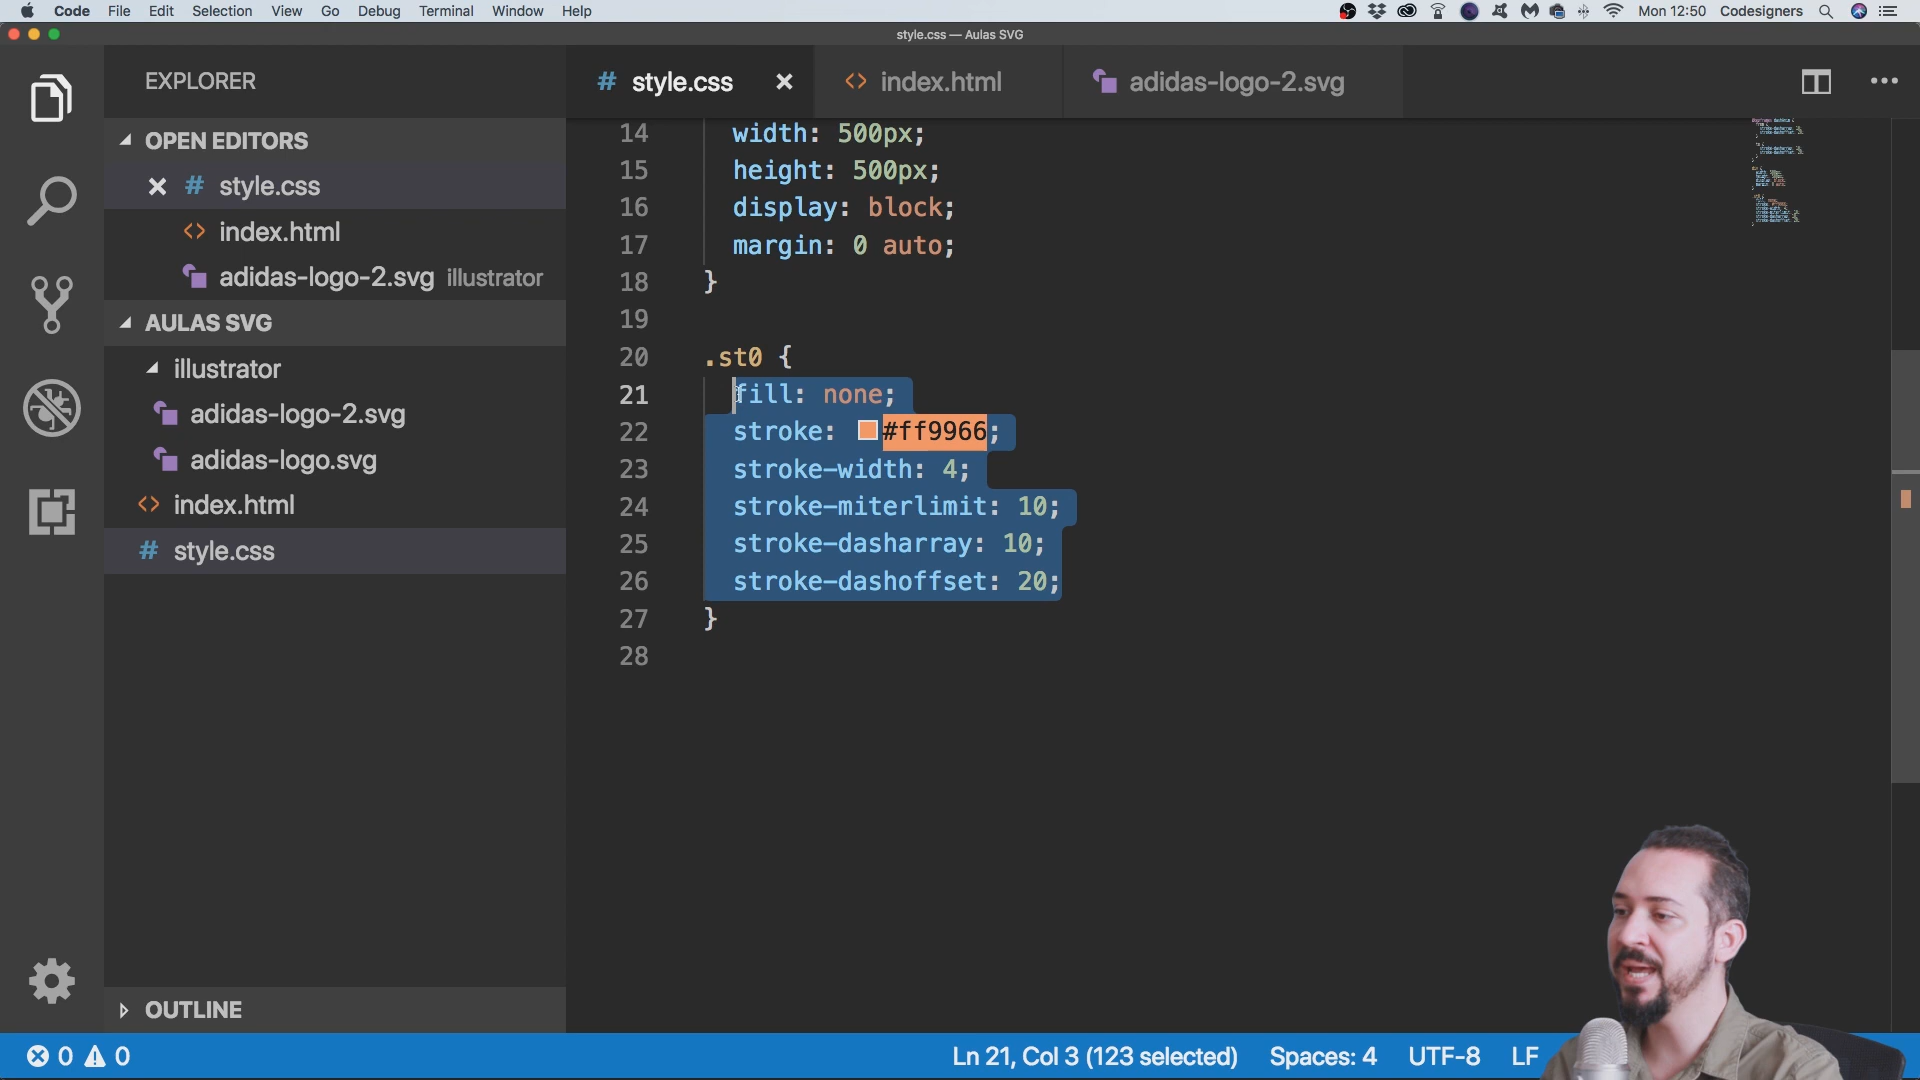 Code File Edit Selection View Go Debug Terminal Window Help
Mon 12:50 Codesigners
style.css — Aulas SVG
EXPLORER
OPEN EDITORS
style.css
index.html
adidas-logo-2.svg illustrator
AULAS SVG
illustrator
adidas-logo-2.svg
adidas-logo.svg
index.html
style.css
OUTLINE
style.css
index.html
adidas-logo-2.svg
14 width: 500px;
15 height: 500px;
16 display: block;
17 margin: 0 auto;
18 }
19
20 .st0 {
21 fill: none;
22 stroke: #ff9966;
23 stroke-width: 4;
24 stroke-miterlimit: 10;
25 stroke-dasharray: 10;
26 stroke-dashoffset: 20;
27 }
28
0 0
Ln 21, Col 3 (123 selected) Spaces: 4 UTF-8 LF